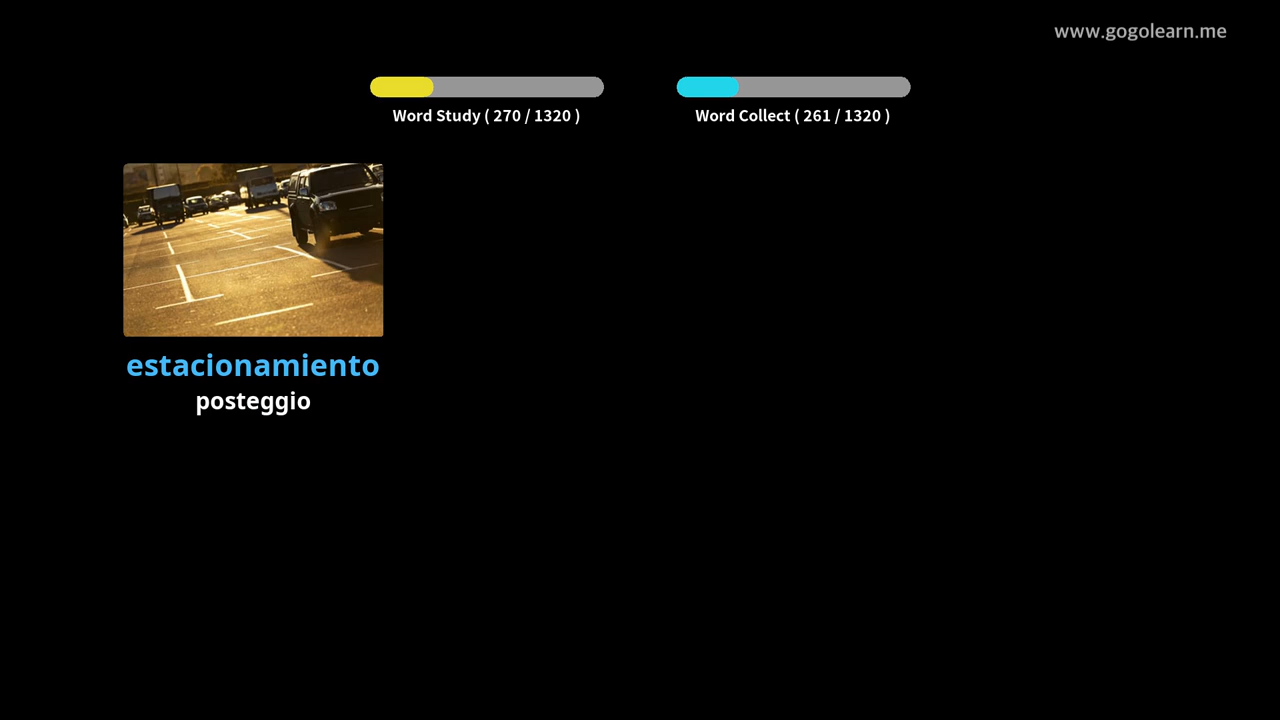 www.gogolearn.me
Word Study ( 270 / 1320 )
Word Collect ( 261 / 1320 )
estacionamiento
posteggio